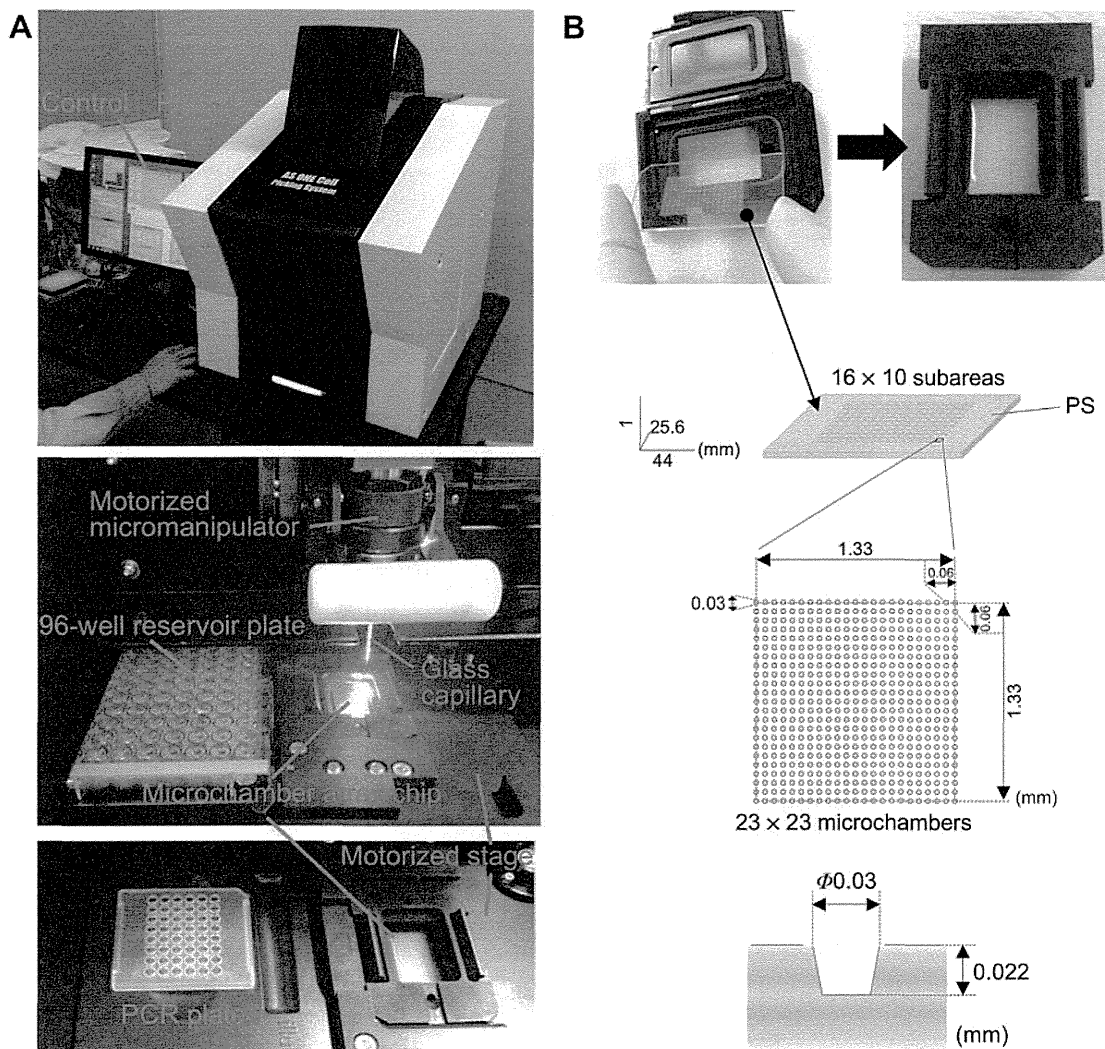 A
Control
AS ONE Cell
Picking System
Motorized
micromanipulator
96-well reservoir plate
Glass
capillary
Microchamber
chip
Motorized stage
PCR
B
16 × 10 subareas
PS
1
25.6
44
(mm)
1.33
0.06
0.03
0.06
1.33
(mm)
23 × 23 microchambers
Φ0.03
0.022
(mm)